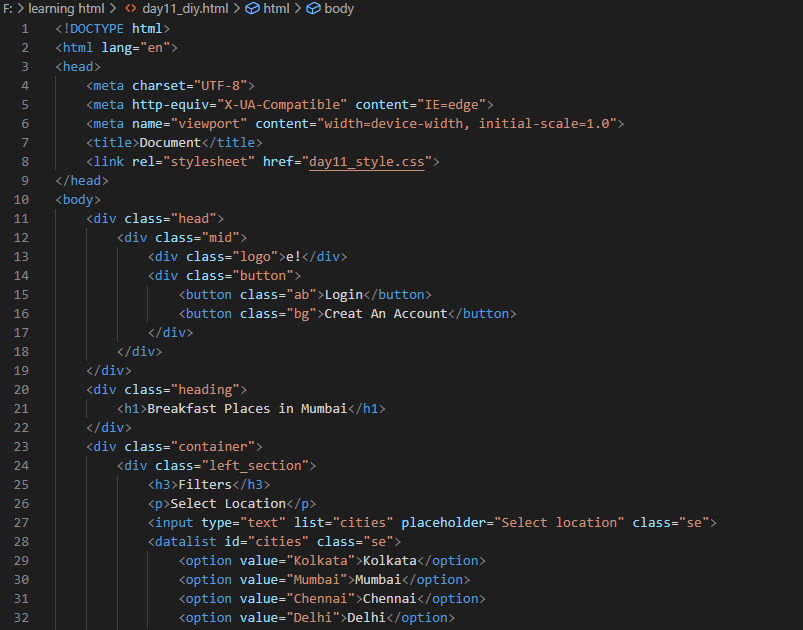 F: > learning html > <> day11_diy.html > html > body
1 <!DOCTYPE html>
2 <html lang="en">
3 <head>
4     <meta charset="UTF-8">
5     <meta http-equiv="X-UA-Compatible" content="IE=edge">
6     <meta name="viewport" content="width=device-width, initial-scale=1.0">
7     <title>Document</title>
8     <link rel="stylesheet" href="day11_style.css">
9 </head>
10 <body>
11     <div class="head">
12         <div class="mid">
13             <div class="logo">e!</div>
14             <div class="button">
15                 <button class="ab">Login</button>
16                 <button class="bg">Creat An Account</button>
17             </div>
18         </div>
19     </div>
20     <div class="heading">
21         <h1>Breakfast Places in Mumbai</h1>
22     </div>
23     <div class="container">
24         <div class="left_section">
25             <h3>Filters</h3>
26             <p>Select Location</p>
27             <input type="text" list="cities" placeholder="Select location" class="se">
28             <datalist id="cities" class="se">
29                 <option value="Kolkata">Kolkata</option>
30                 <option value="Mumbai">Mumbai</option>
31                 <option value="Chennai">Chennai</option>
32                 <option value="Delhi">Delhi</option>